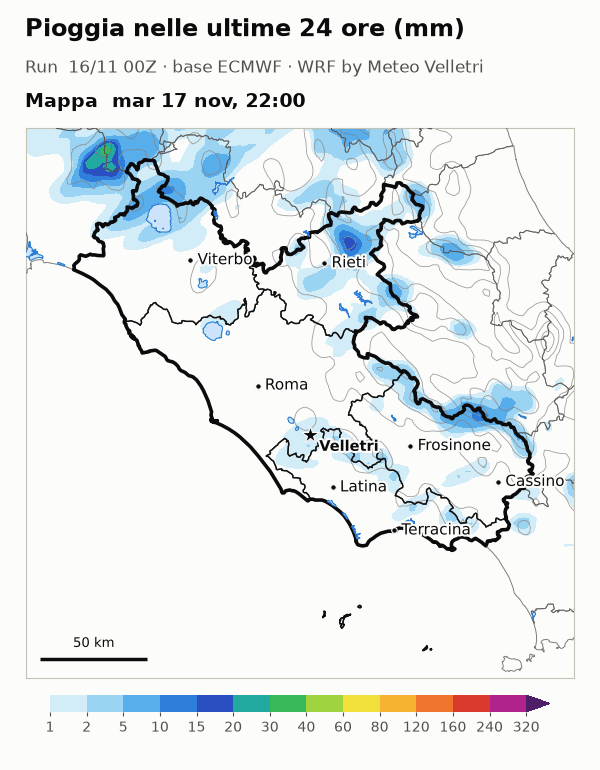 Pioggia nelle ultime 24 ore (mm)
Run 16/11 00Z · base ECMWF · WRF by Meteo Velletri
Mappa mar 17 nov, 22:00
Viterbo
Rieti
Roma
Velletri
Frosinone
Latina
Cassino
Terracina
50 km
1 2 5 10 15 20 30 40 60 80 120 160 240 320